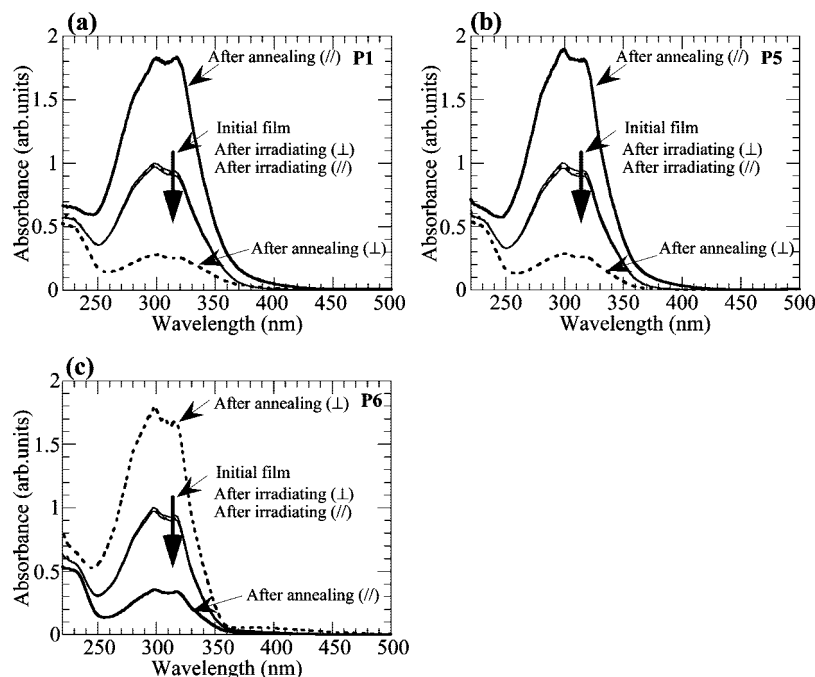 (a)
P1
After annealing (//)
Initial film
After irradiating (⊥)
After irradiating (//)
After annealing (⊥)
Absorbance (arb.units)
2
1.5
1
0.5
0
250 300 350 400 450 500
Wavelength (nm)
(b)
P5
After annealing (//)
Initial film
After irradiating (⊥)
After irradiating (//)
After annealing (⊥)
Absorbance (arb.units)
2
1.5
1
0.5
0
250 300 350 400 450 500
Wavelength (nm)
(c)
P6
After annealing (⊥)
Initial film
After irradiating (⊥)
After irradiating (//)
After annealing (//)
Absorbance (arb.units)
2
1.5
1
0.5
0
250 300 350 400 450 500
Wavelength (nm)